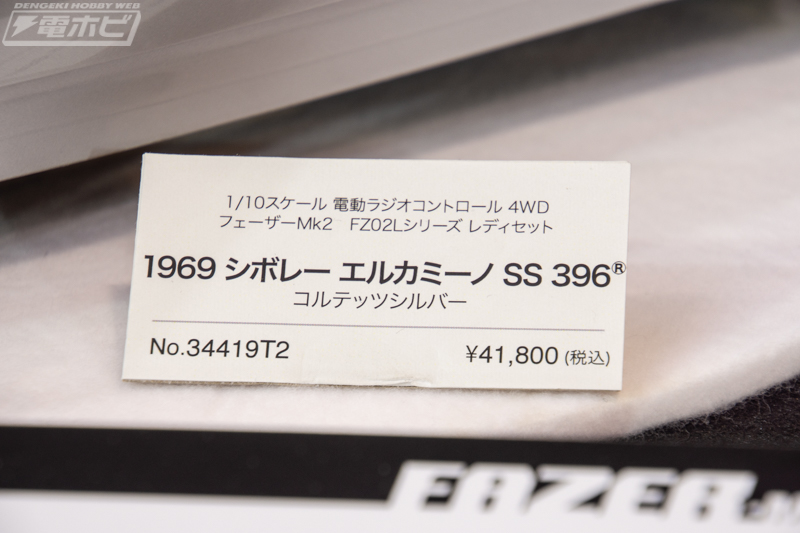 DENGEKI HOBBY WEB
電ホビ
1/10スケール 電動ラジオコントロール 4WD
フェーザーMk2 FZ02Lシリーズ レディセット
1969 シボレー エルカミーノ SS 396®
コルテッツシルバー
No.34419T2 ¥41,800 (税込)
FAZER